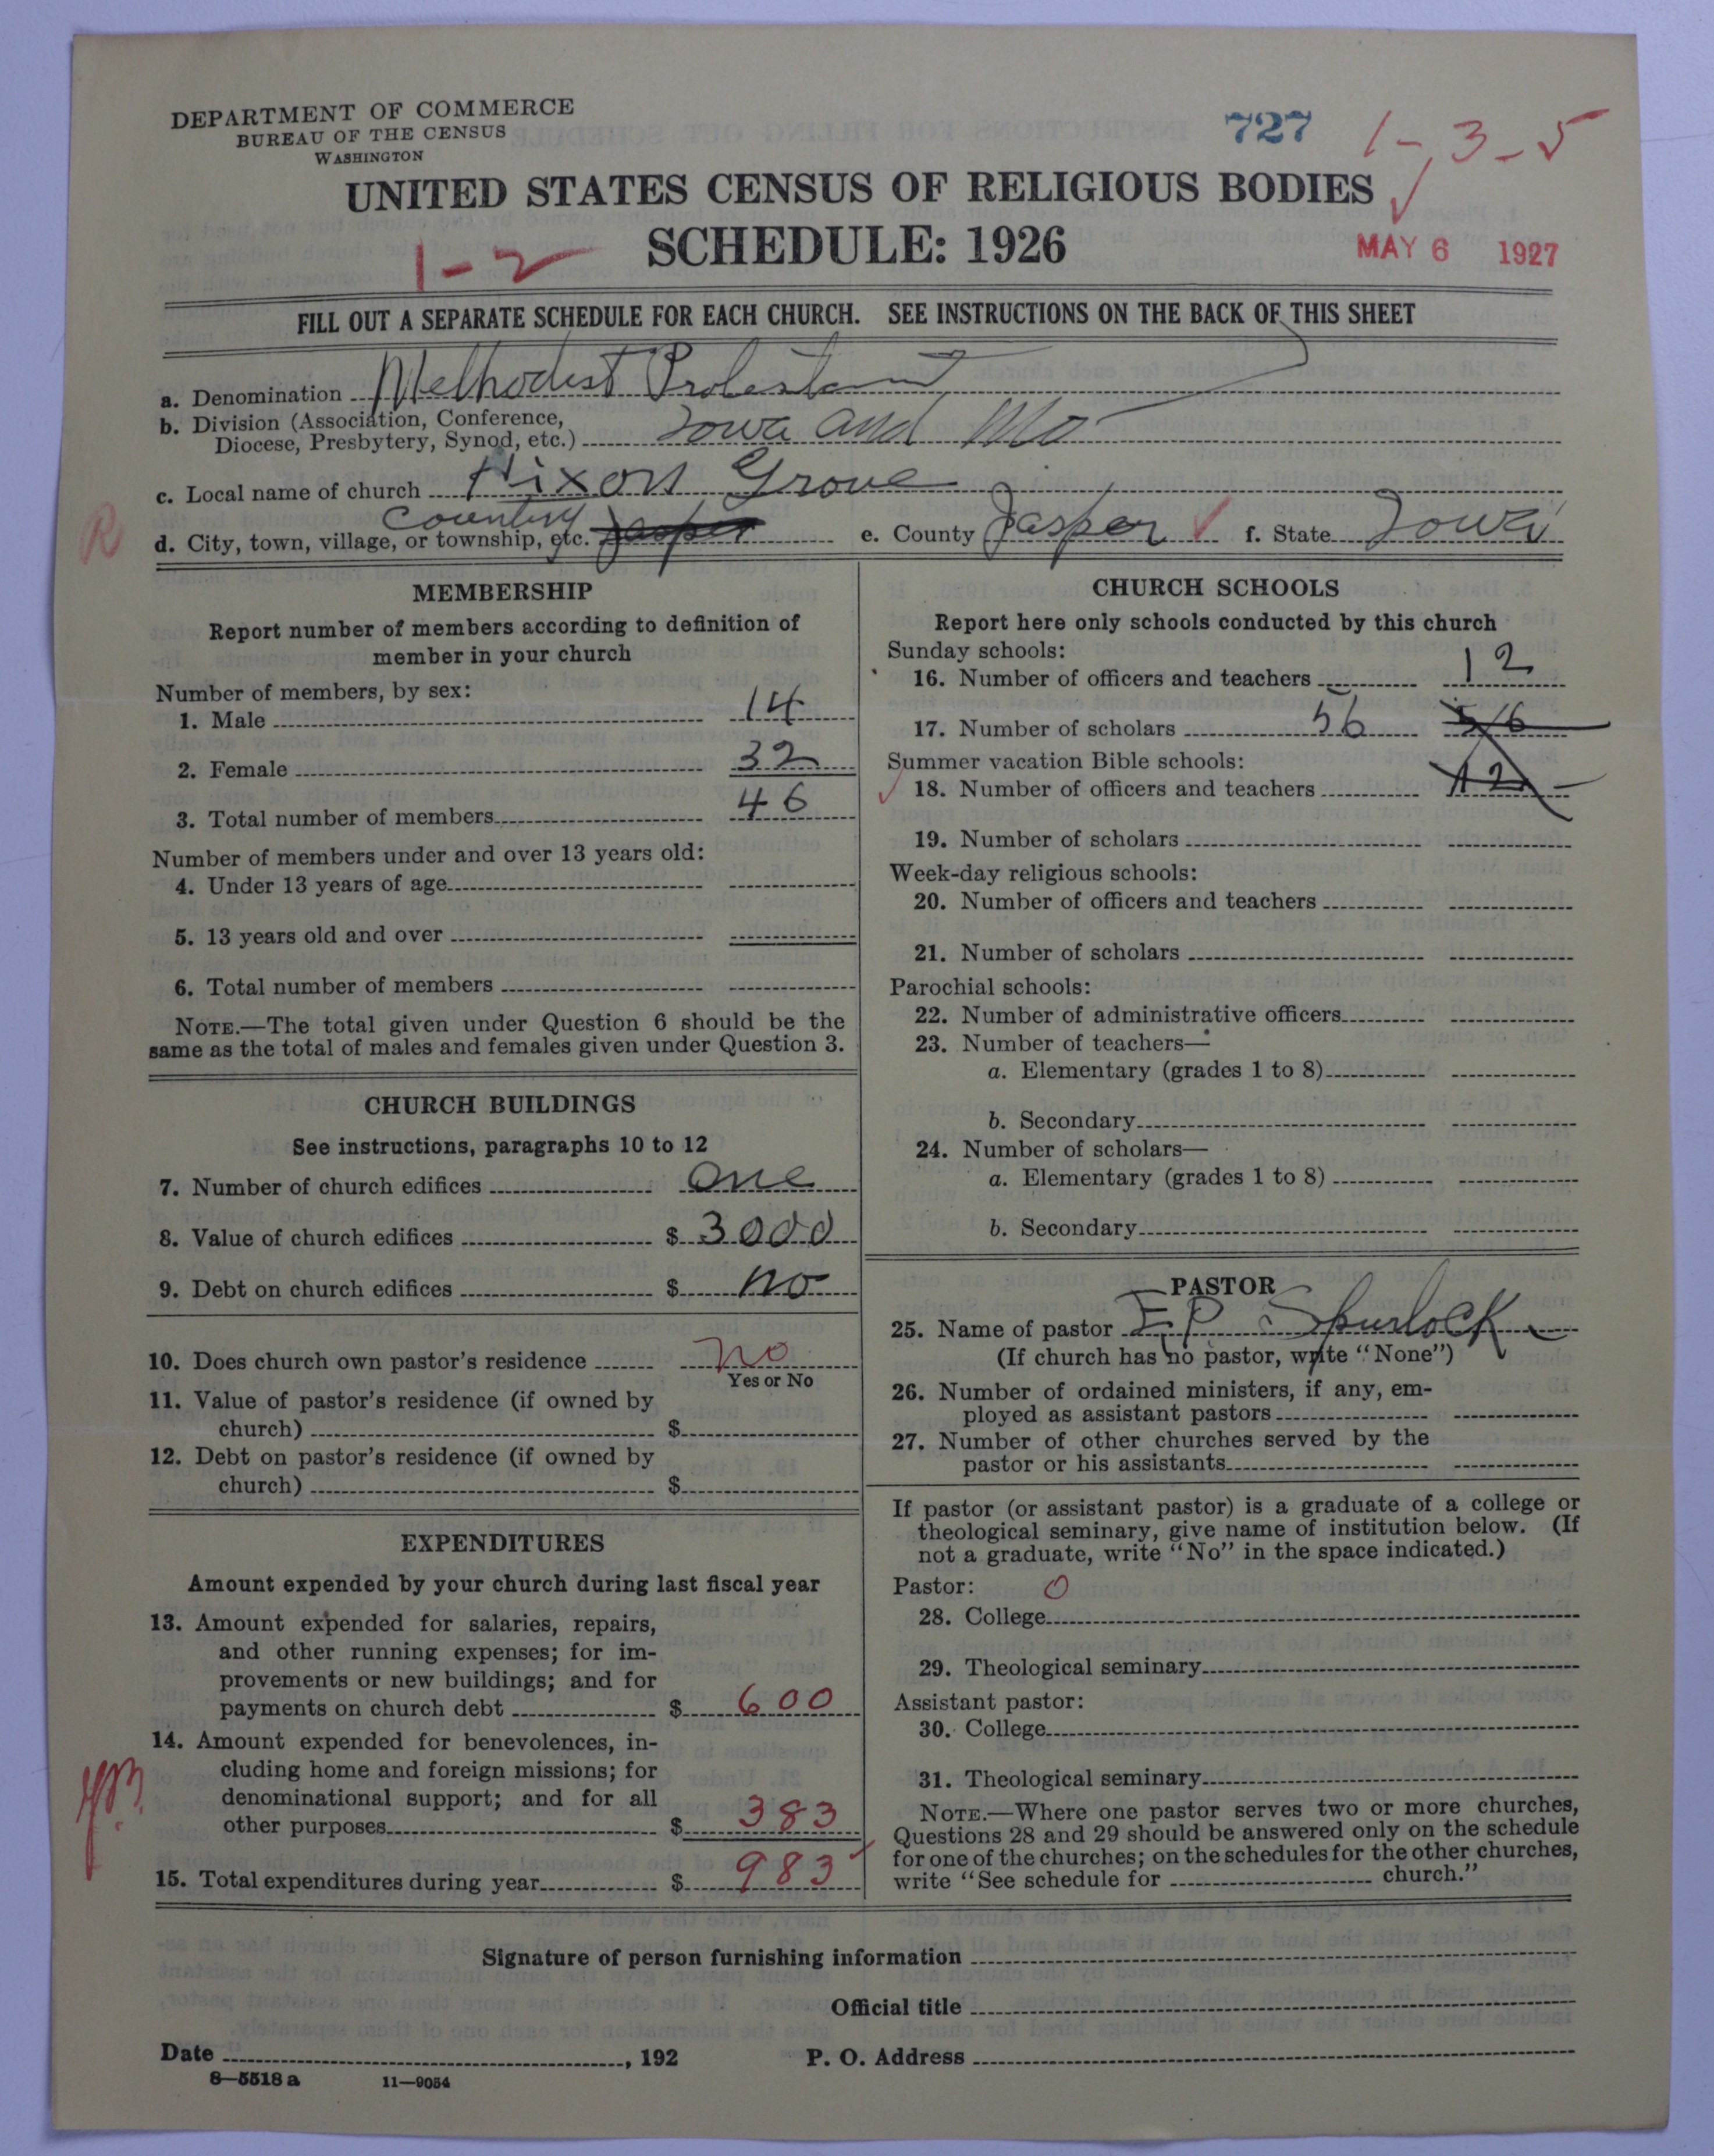 DEPARTMENT OF COMMERCE
BUREAU OF THE CENSUS
WASHINGTON
727
1-3-5
UNITED STATES CENSUS OF RELIGIOUS BODIES
SCHEDULE: 1926
1-2
MAY 6 1927
FILL OUT A SEPARATE SCHEDULE FOR EACH CHURCH. SEE INSTRUCTIONS ON THE BACK OF THIS SHEET
a. Denomination Methodist Protestant
b. Division (Association, Conference,
Diocese, Presbytery, Synod, etc.) Iowa and Mo
c. Local name of church Hixon Grove
R
d. City, town, village, or township, etc. Country Jasper e. County Jasper f. State Iowa
MEMBERSHIP
Report number of members according to definition of
member in your church
Number of members, by sex:
1. Male 14
2. Female 32
3. Total number of members 46
Number of members under and over 13 years old:
4. Under 13 years of age
5. 13 years old and over
6. Total number of members
NOTE.—The total given under Question 6 should be the
same as the total of males and females given under Question 3.
CHURCH BUILDINGS
See instructions, paragraphs 10 to 12
7. Number of church edifices One
8. Value of church edifices $ 3000
9. Debt on church edifices $ no
10. Does church own pastor's residence no
Yes or No
11. Value of pastor's residence (if owned by
church) $
12. Debt on pastor's residence (if owned by
church) $
EXPENDITURES
Amount expended by your church during last fiscal year
13. Amount expended for salaries, repairs,
and other running expenses; for im-
provements or new buildings; and for
payments on church debt $ 600
14. Amount expended for benevolences, in-
cluding home and foreign missions; for
denominational support; and for all
other purposes $ 383
15. Total expenditures during year $ 983
CHURCH SCHOOLS
Report here only schools conducted by this church
Sunday schools:
16. Number of officers and teachers 12
17. Number of scholars 56 56
Summer vacation Bible schools:
18. Number of officers and teachers 12
19. Number of scholars
Week-day religious schools:
20. Number of officers and teachers
21. Number of scholars
Parochial schools:
22. Number of administrative officers
23. Number of teachers—
a. Elementary (grades 1 to 8)
b. Secondary
24. Number of scholars—
a. Elementary (grades 1 to 8)
b. Secondary
PASTOR
25. Name of pastor E.P. Spurlock
(If church has no pastor, write "None")
26. Number of ordained ministers, if any, em-
ployed as assistant pastors
27. Number of other churches served by the
pastor or his assistants
If pastor (or assistant pastor) is a graduate of a college or
theological seminary, give name of institution below. (If
not a graduate, write "No" in the space indicated.)
Pastor: O
28. College
29. Theological seminary
Assistant pastor:
30. College
31. Theological seminary
NOTE.—Where one pastor serves two or more churches,
Questions 28 and 29 should be answered only on the schedule
for one of the churches; on the schedules for the other churches,
write "See schedule for church."
Signature of person furnishing information
Official title
Date , 192 P. O. Address
8—5518 a 11—9054